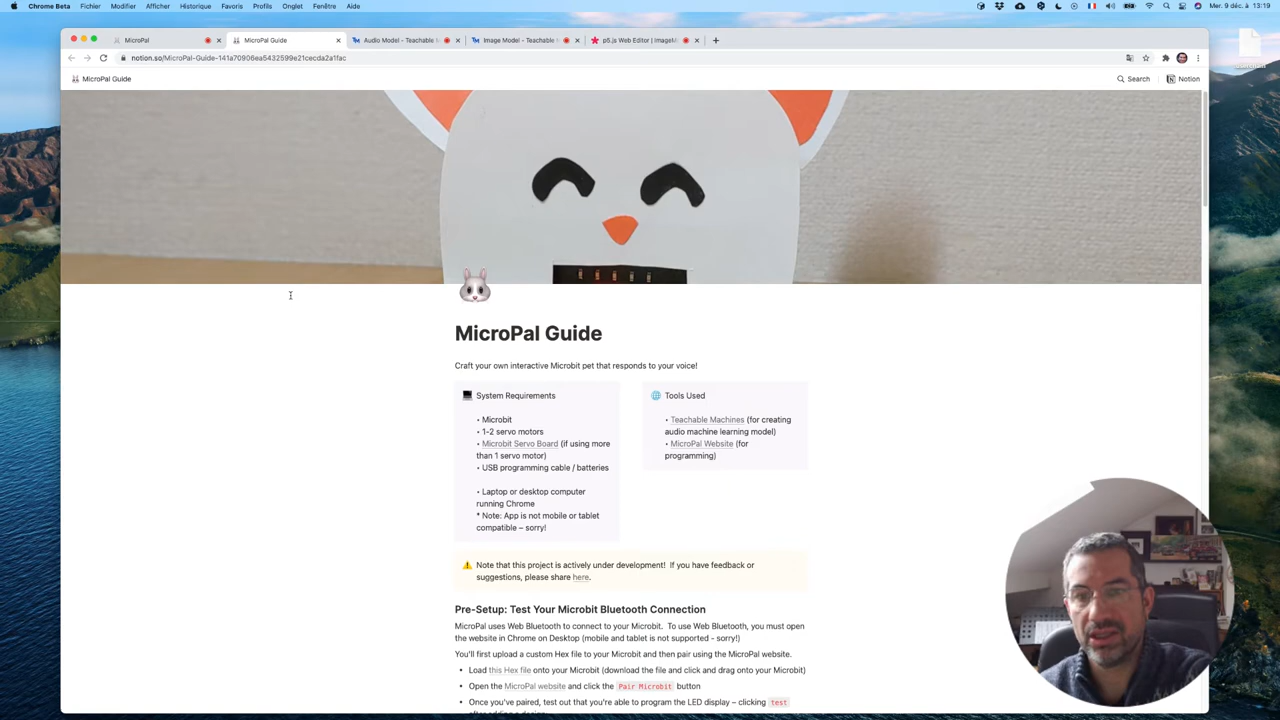 Chrome Beta Fichier Modifier Afficher Historique Favoris Profils Onglet Fenêtre Aide Mer. 9 déc. à 13:19
MicroPal MicroPal Guide Audio Model - Teachable Image Model - Teachable p5.js Web Editor |
notion.so/MicroPal-Guide-141a70906ea5432599e21cecda2a1fac
MicroPal Guide Search Notion
MicroPal Guide
Craft your own interactive Microbit pet that responds to your voice!
System Requirements
• Microbit
• 1-2 servo motors
• Microbit Servo Board (if using more
than 1 servo motor)
• USB programming cable / batteries
• Laptop or desktop computer
running Chrome
* Note: App is not mobile or tablet
compatible – sorry!
Tools Used
• Teachable Machines (for creating
audio machine learning model)
• MicroPal Website (for
programming)
Note that this project is actively under development! If you have feedback or
suggestions, please share here.
Pre-Setup: Test Your Microbit Bluetooth Connection
MicroPal uses Web Bluetooth to connect to your Microbit. To use Web Bluetooth, you must open
the website in Chrome on Desktop (mobile and tablet is not supported - sorry!)
You'll first upload a custom Hex file to your Microbit and then pair using the MicroPal website.
• Load this Hex file onto your Microbit (download the file and click and drag onto your Microbit)
• Open the MicroPal website and click the Pair Microbit button
• Once you've paired, test out that you're able to program the LED display – clicking test